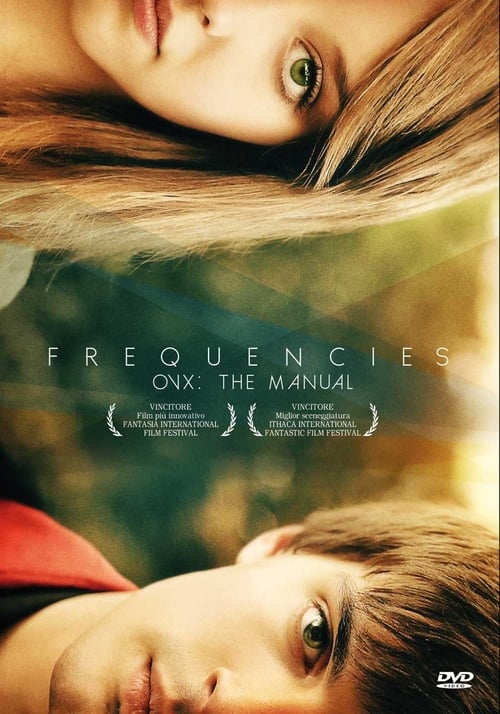 FREQUENCIES
OVX: THE MANUAL
VINCITORE
Film più innovativo
FANTASIA INTERNATIONAL
FILM FESTIVAL
VINCITORE
Miglior sceneggiatura
ITHACA INTERNATIONAL
FANTASTIC FILM FESTIVAL
DVD
VIDEO